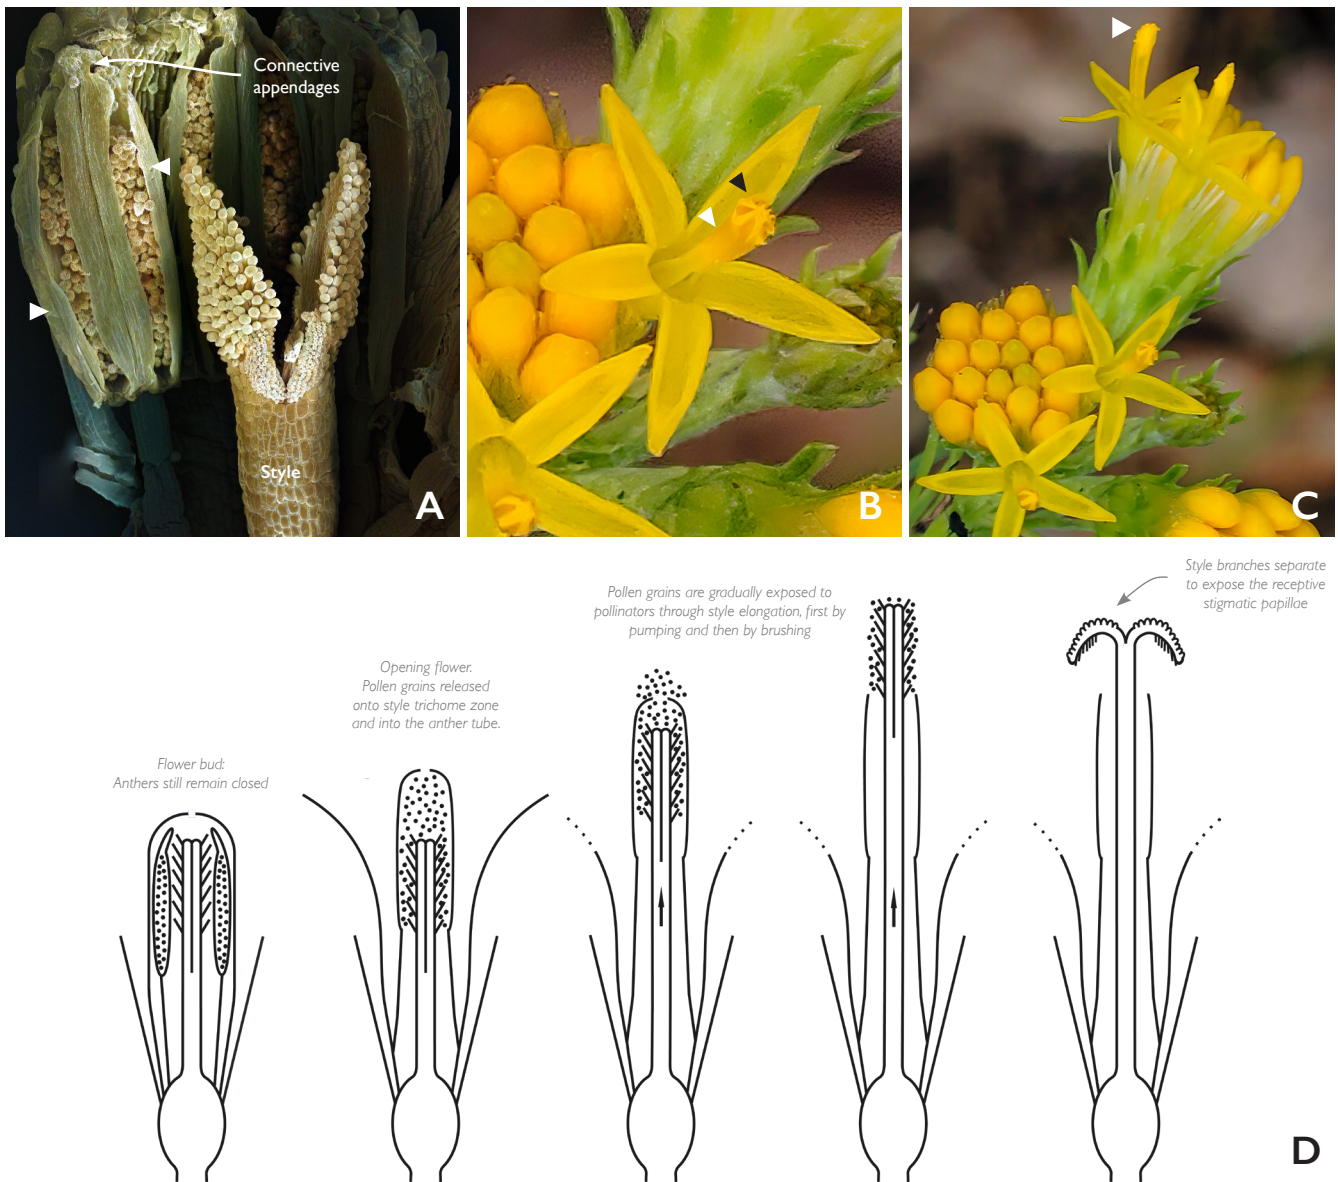 Connective
appendages
Style
A
B
C
Style branches separate
to expose the receptive
stigmatic papillae
Pollen grains are gradually exposed to
pollinators through style elongation, first by
pumping and then by brushing
Opening flower.
Pollen grains released
onto style trichome zone
and into the anther tube.
Flower bud:
Anthers still remain closed
D